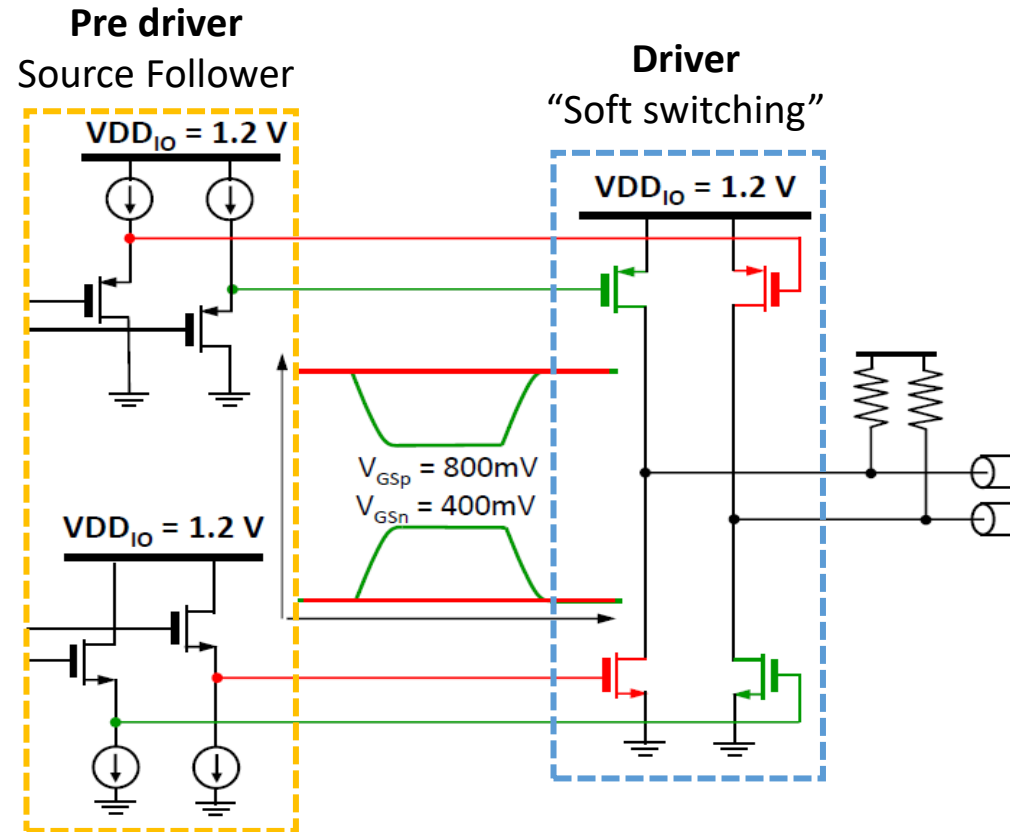 Pre driver
Source Follower
VDD_IO = 1.2 V
Driver
“Soft switching”
VDD_IO = 1.2 V
V_GSp = 800mV
V_GSn = 400mV
VDD_IO = 1.2 V